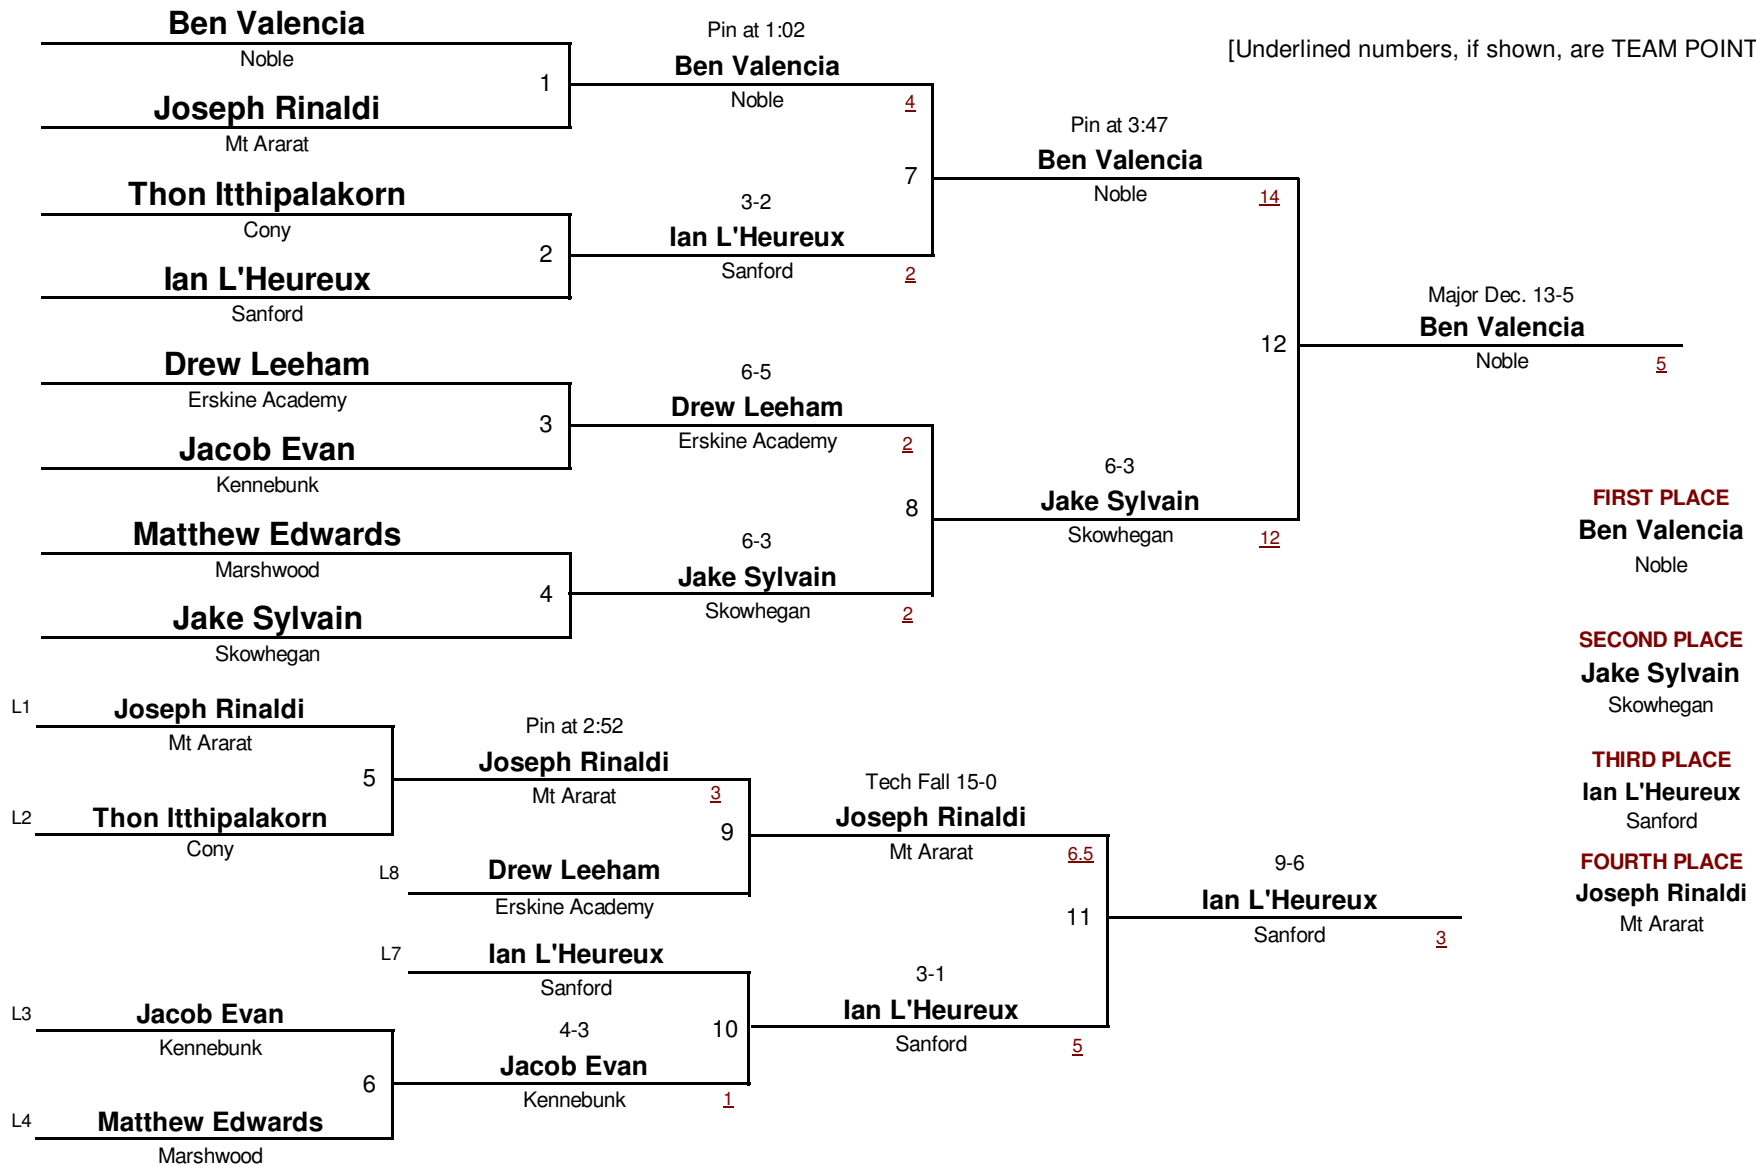 Ben Valencia
Noble
1
Joseph Rinaldi
Mt Ararat
Thon Itthipalakorn
Cony
2
Ian L'Heureux
Sanford
Drew Leeham
Erskine Academy
3
Jacob Evan
Kennebunk
Matthew Edwards
Marshwood
4
Jake Sylvain
Skowhegan
Pin at 1:02
Ben Valencia
Noble
4
7
3-2
Ian L'Heureux
Sanford
2
6-5
Drew Leeham
Erskine Academy
2
8
6-3
Jake Sylvain
Skowhegan
2
[Underlined numbers, if shown, are TEAM POINT
Pin at 3:47
Ben Valencia
Noble
14
12
6-3
Jake Sylvain
Skowhegan
12
Major Dec. 13-5
Ben Valencia
Noble
5
FIRST PLACE
Ben Valencia
Noble
SECOND PLACE
Jake Sylvain
Skowhegan
THIRD PLACE
Ian L'Heureux
Sanford
FOURTH PLACE
Joseph Rinaldi
Mt Ararat
L1
Joseph Rinaldi
Mt Ararat
5
L2
Thon Itthipalakorn
Cony
Pin at 2:52
Joseph Rinaldi
Mt Ararat
3
9
L8
Drew Leeham
Erskine Academy
L7
Ian L'Heureux
Sanford
10
L3
Jacob Evan
Kennebunk
6
L4
Matthew Edwards
Marshwood
4-3
Jacob Evan
Kennebunk
1
Tech Fall 15-0
Joseph Rinaldi
Mt Ararat
6.5
11
3-1
Ian L'Heureux
Sanford
5
9-6
Ian L'Heureux
Sanford
3